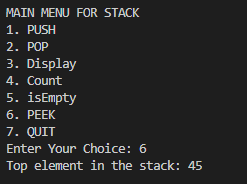 MAIN MENU FOR STACK
1. PUSH
2. POP
3. Display
4. Count
5. isEmpty
6. PEEK
7. QUIT
Enter Your Choice: 6
Top element in the stack: 45